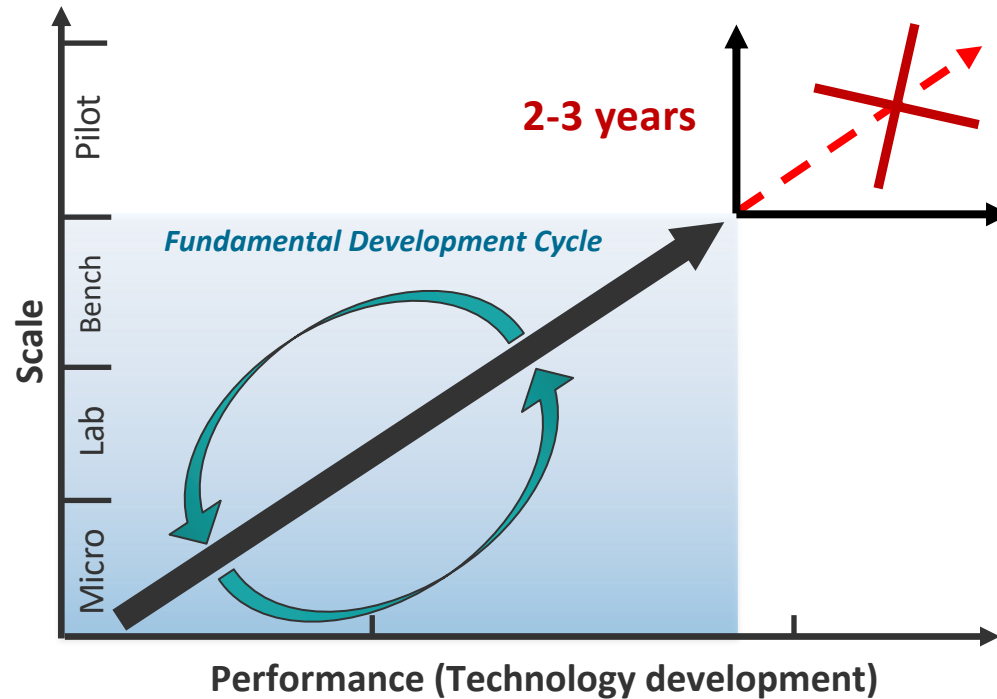 2-3 years
Fundamental Development Cycle
Scale
Pilot
Bench
Lab
Micro
Performance (Technology development)